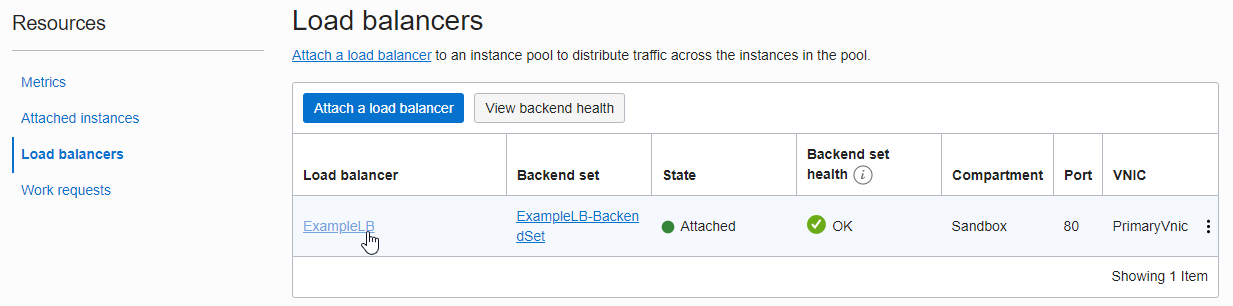 Resources
Metrics
Attached instances
Load balancers
Work requests
Load balancers
Attach a load balancer to an instance pool to distribute traffic across the instances in the pool.
Attach a load balancer View backend health
Load balancer Backend set State Backend set health i Compartment Port VNIC
ExampleLB ExampleLB-Backen Attached OK Sandbox 80 PrimaryVnic
dSet
Showing 1 Item